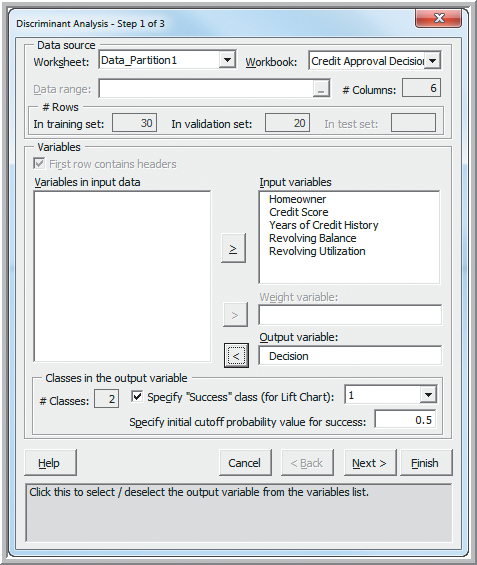 Discriminant Analysis - Step 1 of 3
Data source
Worksheet: Data_Partition1 Workbook: Credit Approval Decision
Data range: ... # Columns: 6
# Rows
In training set: 30 In validation set: 20 In test set:
Variables
First row contains headers
Variables in input data
Input variables
Homeowner
Credit Score
Years of Credit History
Revolving Balance
Revolving Utilization
>
Weight variable:
>
Output variable:
<
Decision
Classes in the output variable
# Classes: 2 Specify "Success" class (for Lift Chart): 1
Specify initial cutoff probability value for success: 0.5
Help Cancel < Back Next > Finish
Click this to select / deselect the output variable from the variables list.